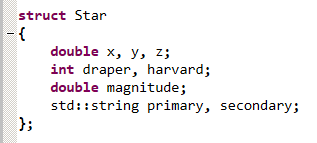 struct Star
{
double x, y, z;
int draper, harvard;
double magnitude;
std::string primary, secondary;
};